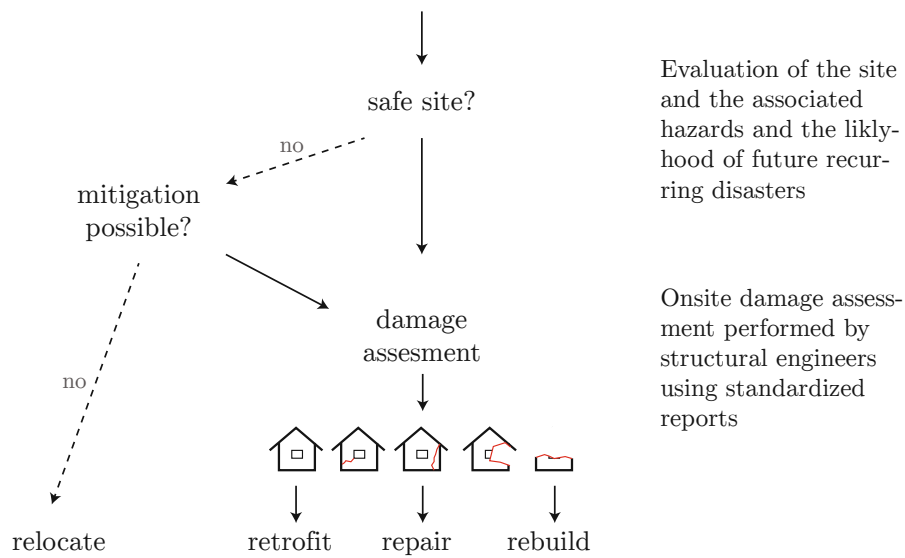 safe site?
Evaluation of the site
and the associated
hazards and the likly-
hood of future recur-
ring disasters
no
mitigation
possible?
damage
assesment
Onsite damage assess-
ment performed by
structural engineers
using standardized
reports
no
relocate
retrofit
repair
rebuild